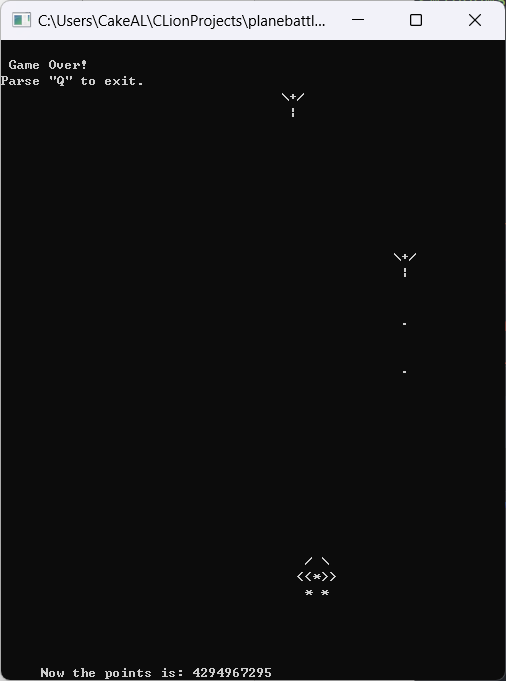 C:\Users\CakeAL\CLionProjects\planebattl...
Game Over!
Parse "Q" to exit.
\+/
¦
\+/
¦
-
-
/ \
<<*>>
* *
Now the points is: 4294967295